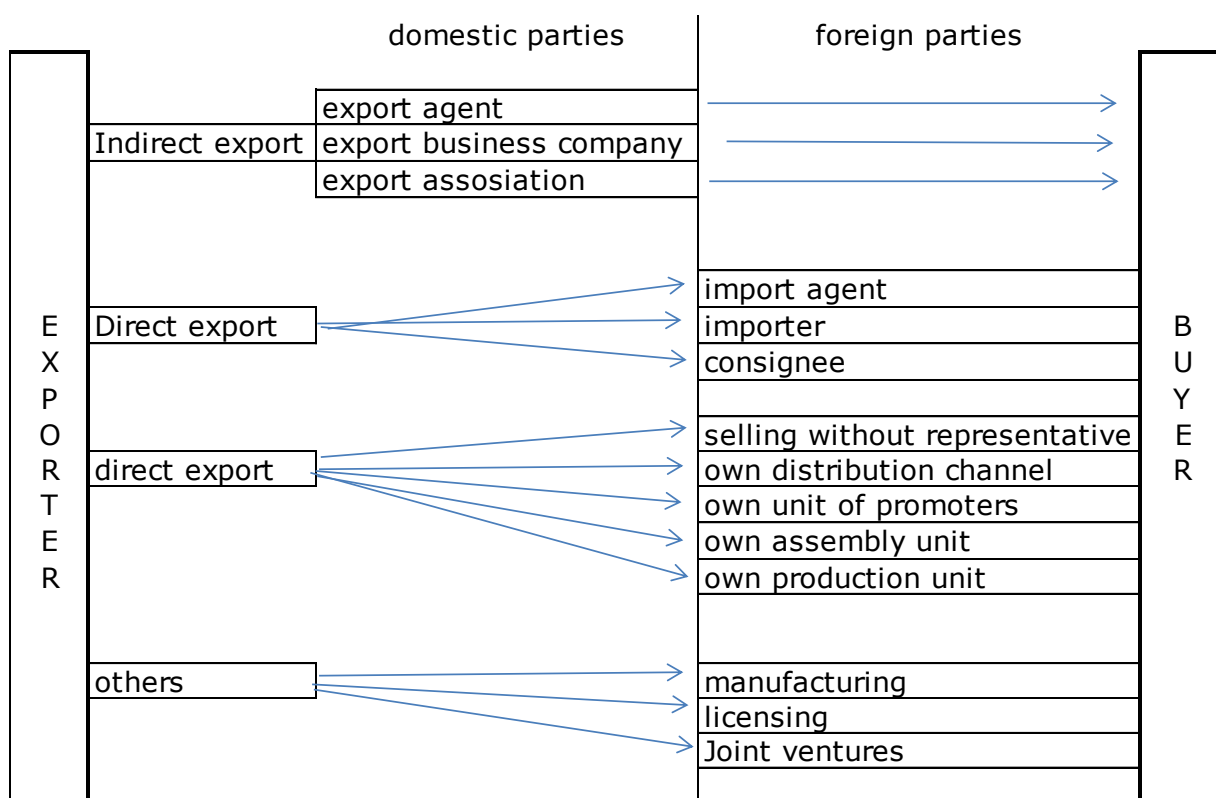 domestic parties
foreign parties
export agent
Indirect export
export business company
export assosiation
import agent
Direct export
importer
consignee
selling without representative
direct export
own distribution channel
own unit of promoters
own assembly unit
own production unit
others
manufacturing
licensing
Joint ventures
EXPORTER
BUYER